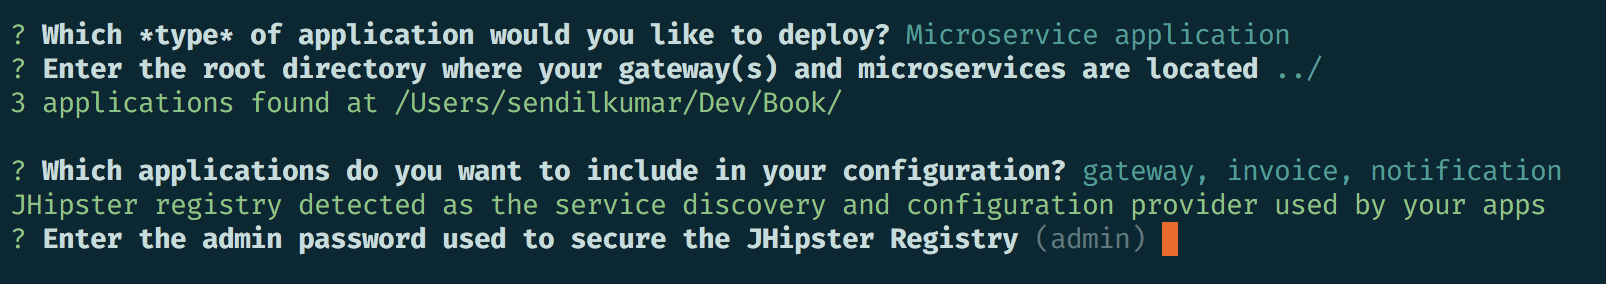 ? Which *type* of application would you like to deploy? Microservice application
? Enter the root directory where your gateway(s) and microservices are located ../
3 applications found at /Users/sendilkumar/Dev/Book/
? Which applications do you want to include in your configuration? gateway, invoice, notification
JHipster registry detected as the service discovery and configuration provider used by your apps
? Enter the admin password used to secure the JHipster Registry (admin)